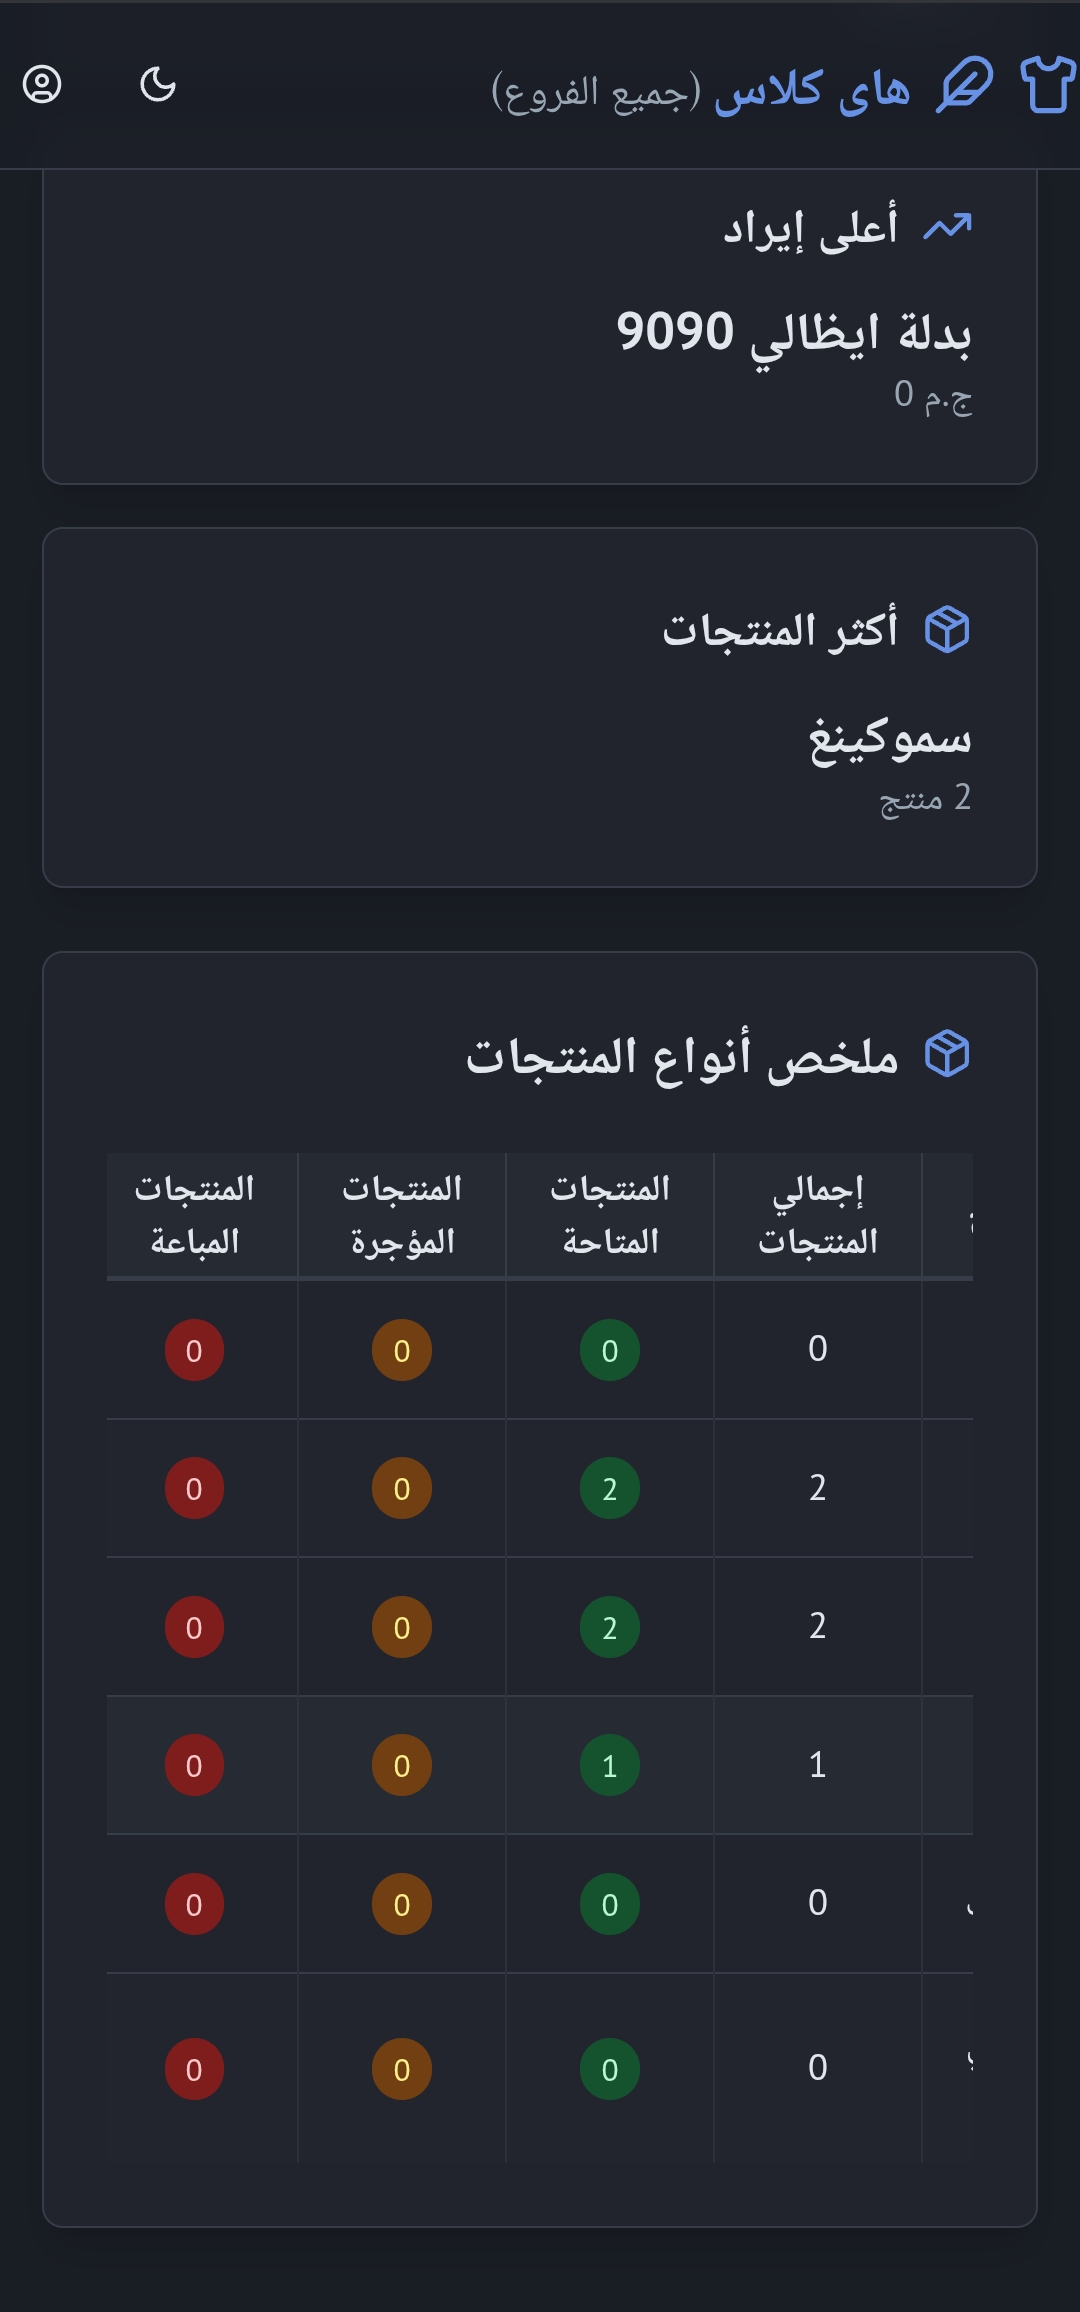 هاى كلاس (جميع الفروع)
أعلى إيراد
بدلة ايظالي 9090
ج.م 0
أكثر المنتجات
سموكينغ
2 منتج
ملخص أنواع المنتجات
إجمالي المنتجات
المنتجات المتاحة
المنتجات المؤجرة
المنتجات المباعة
0 0 0 0
2 2 0 0
2 2 0 0
1 1 0 0
0 0 0 0
0 0 0 0